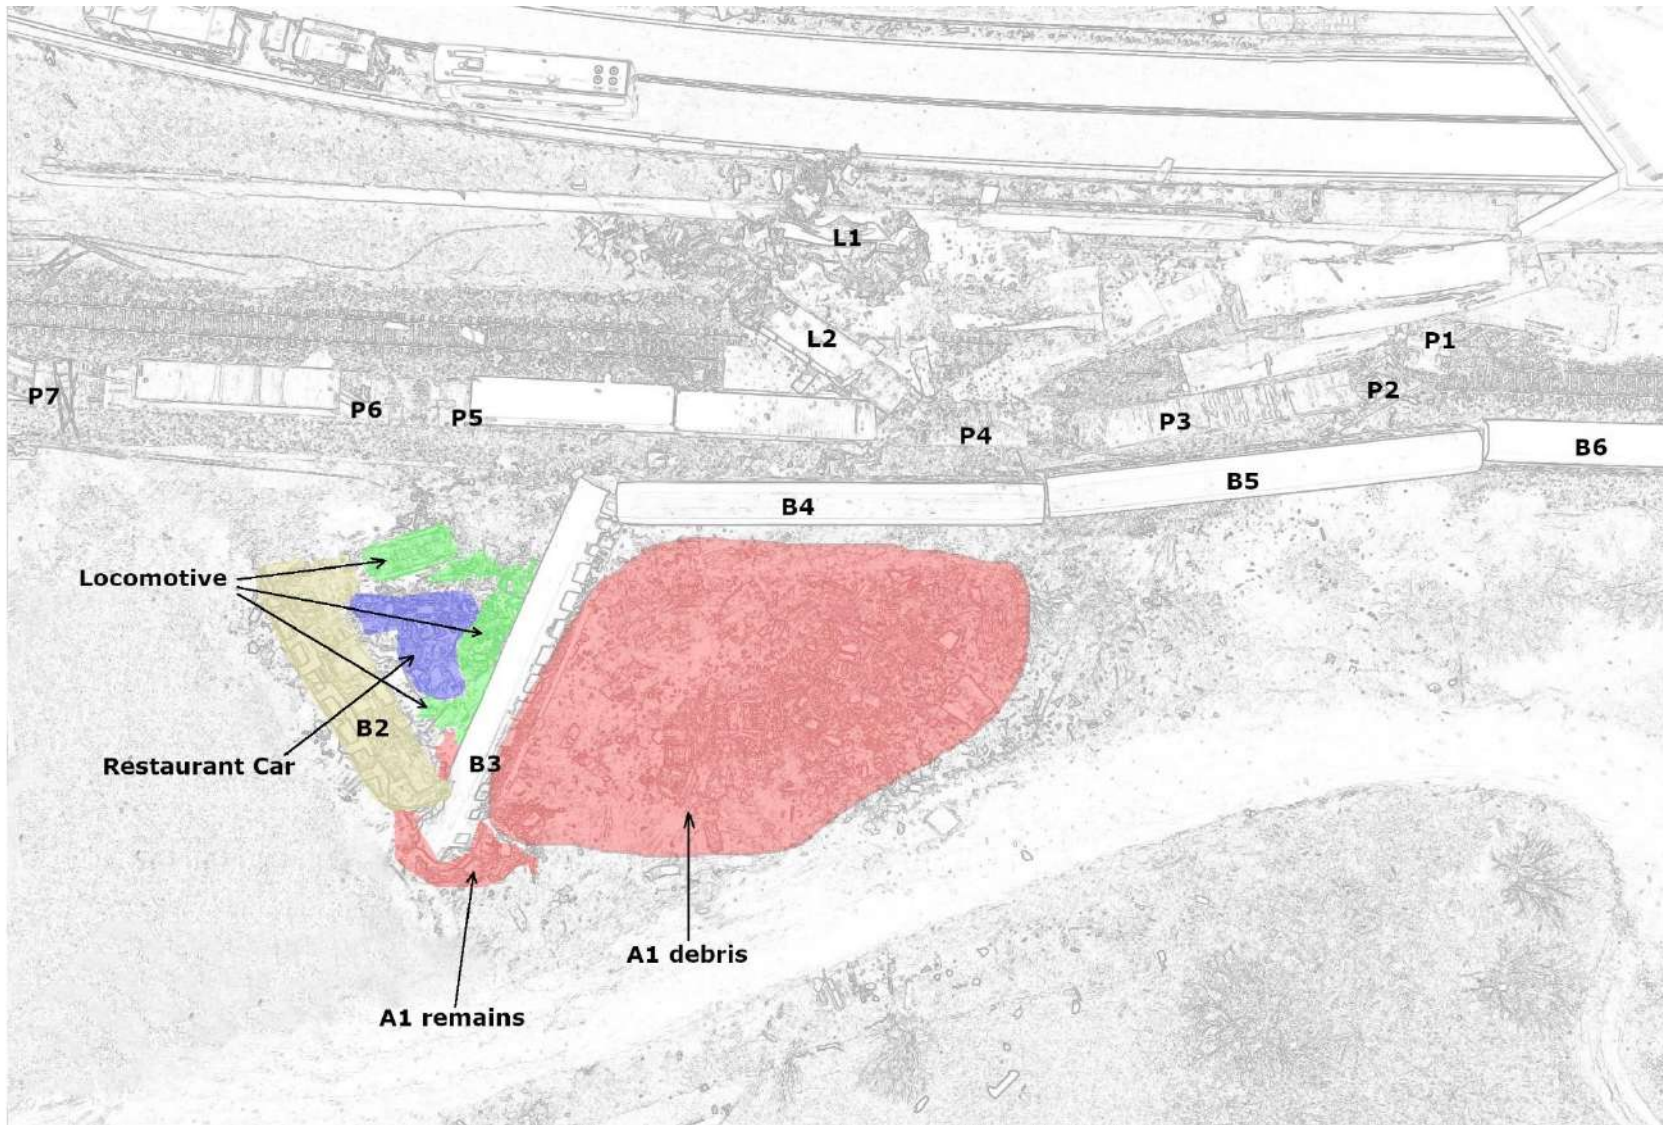 L1
L2
P1
P7
P6
P5
P4
P3
P2
B6
B5
B4
Locomotive
B2
Restaurant Car
B3
A1 debris
A1 remains